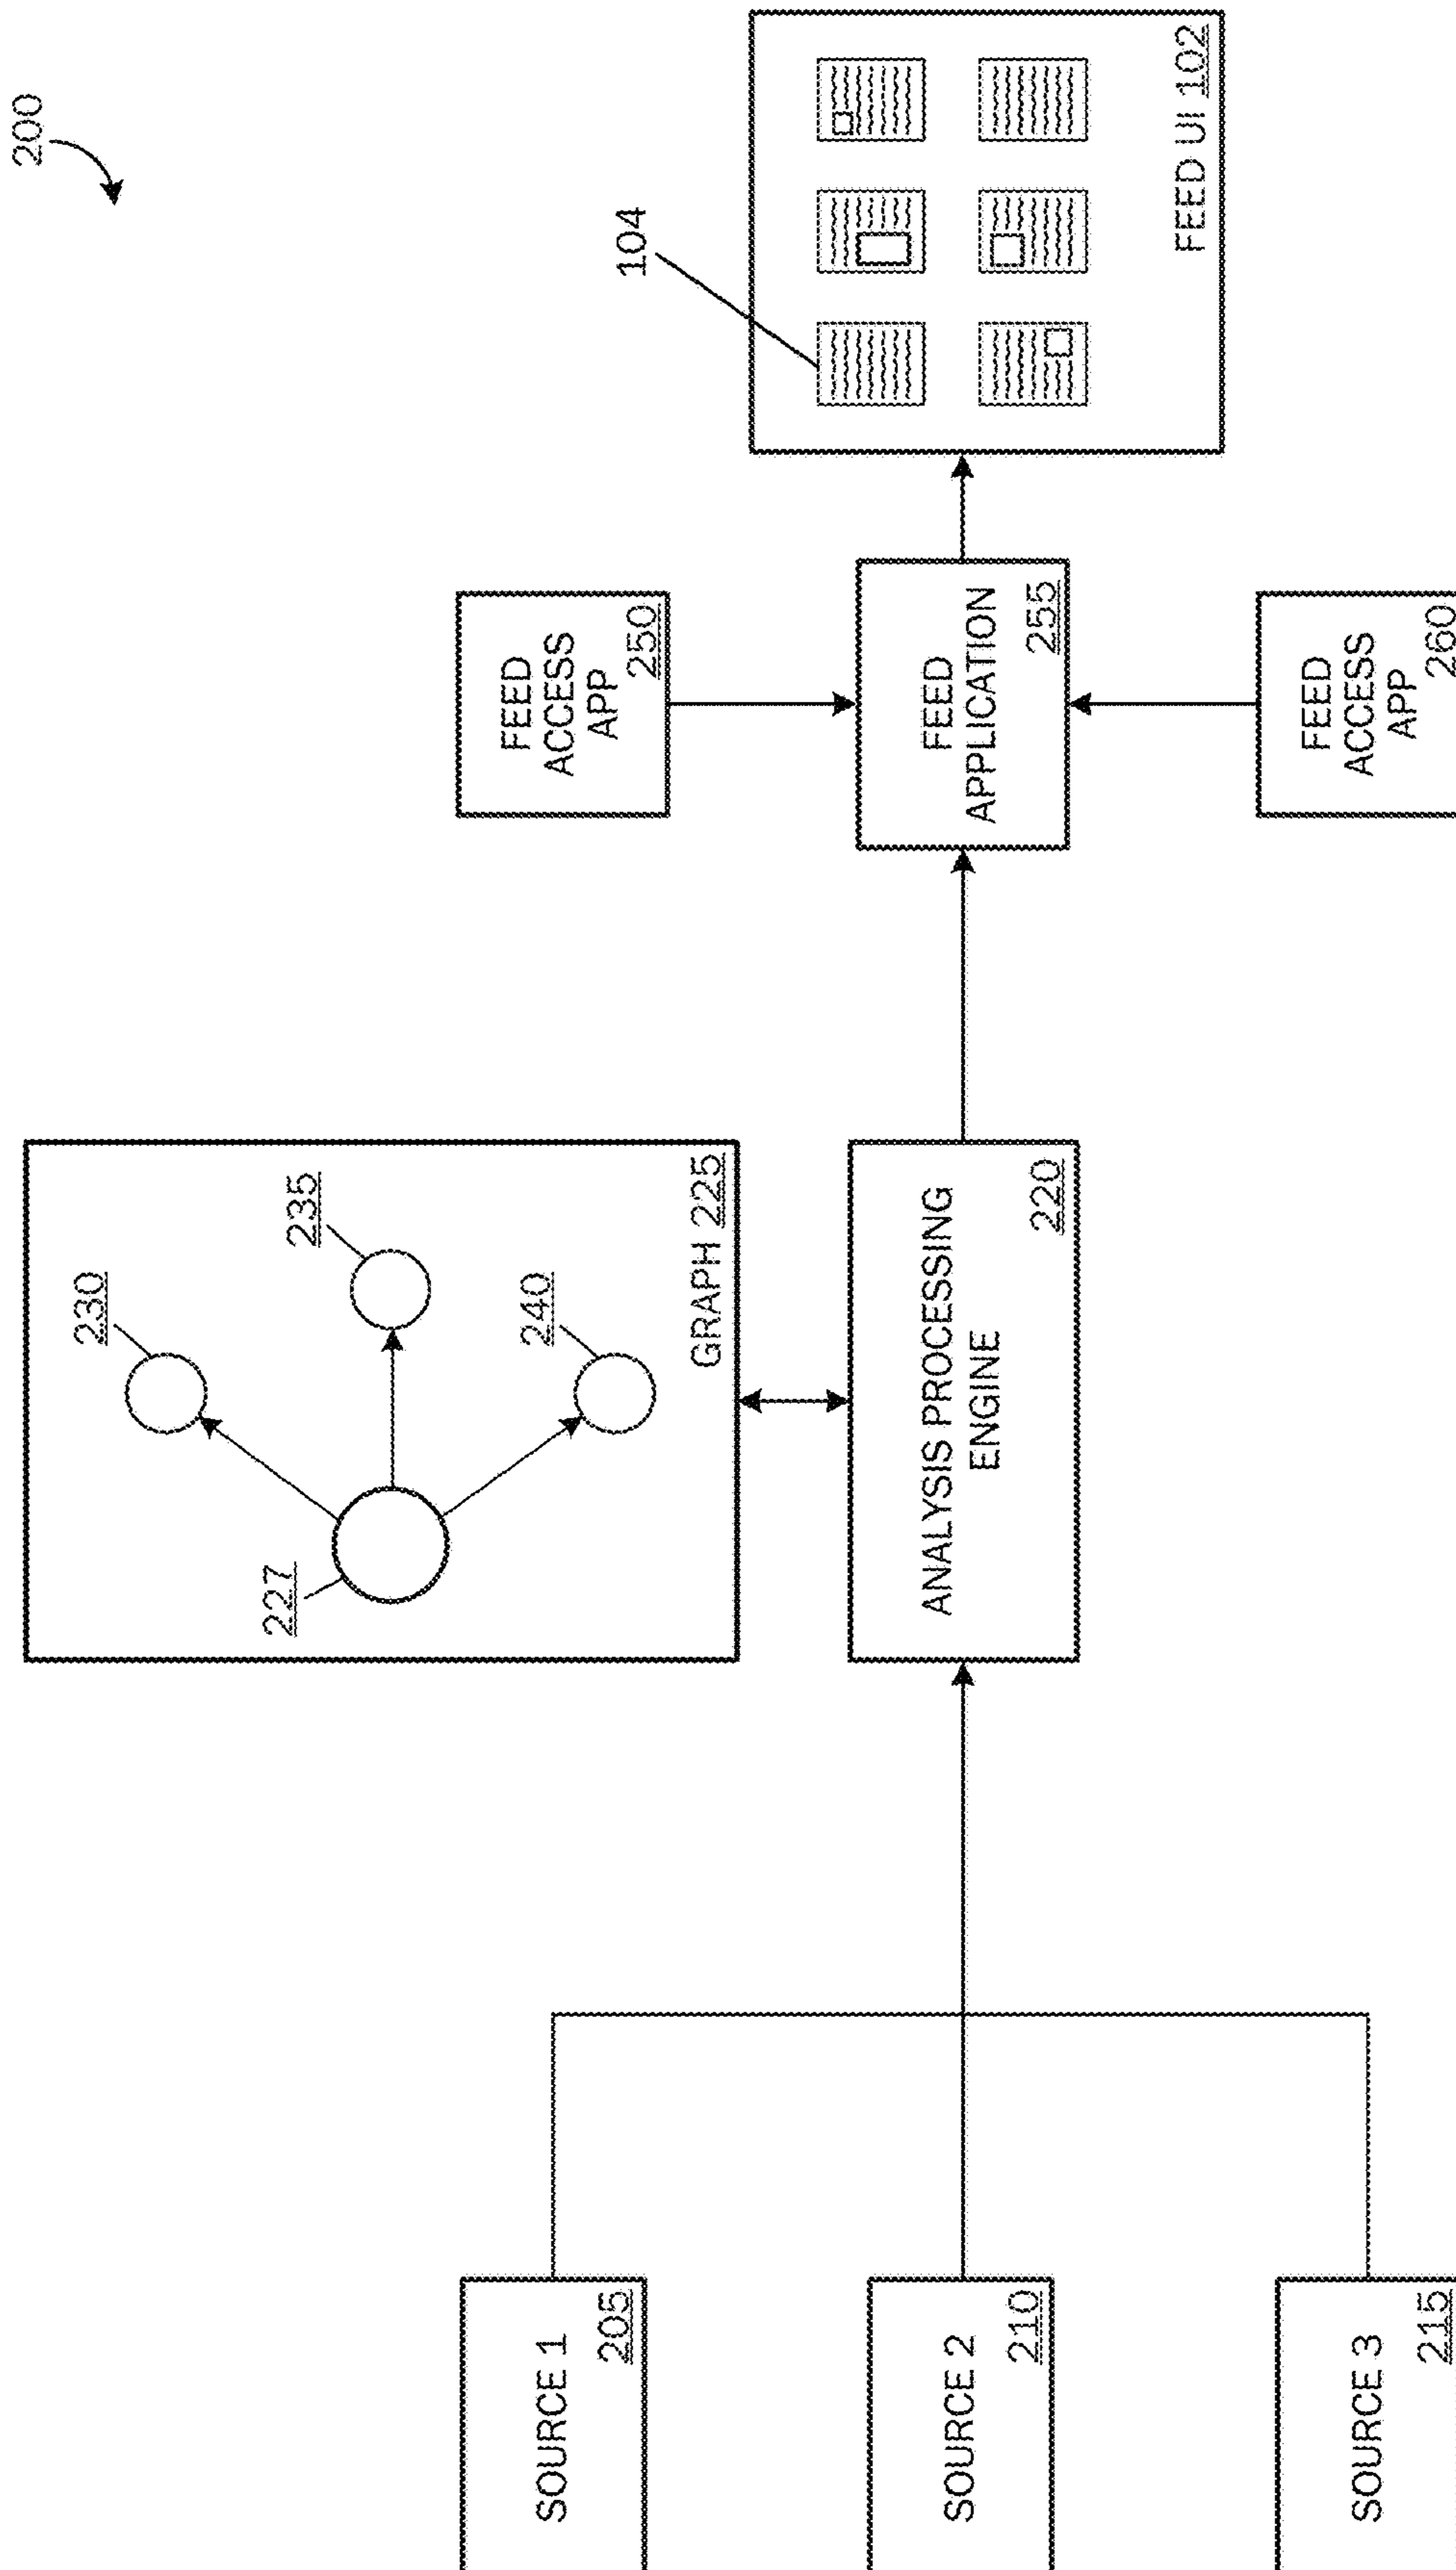 200
SOURCE 1
205
SOURCE 2
210
SOURCE 3
215
227
230
235
240
GRAPH 225
ANALYSIS PROCESSING
ENGINE
220
FEED
ACCESS
APP
250
FEED
APPLICATION
255
FEED
ACCESS
APP
260
104
FEED UI 102